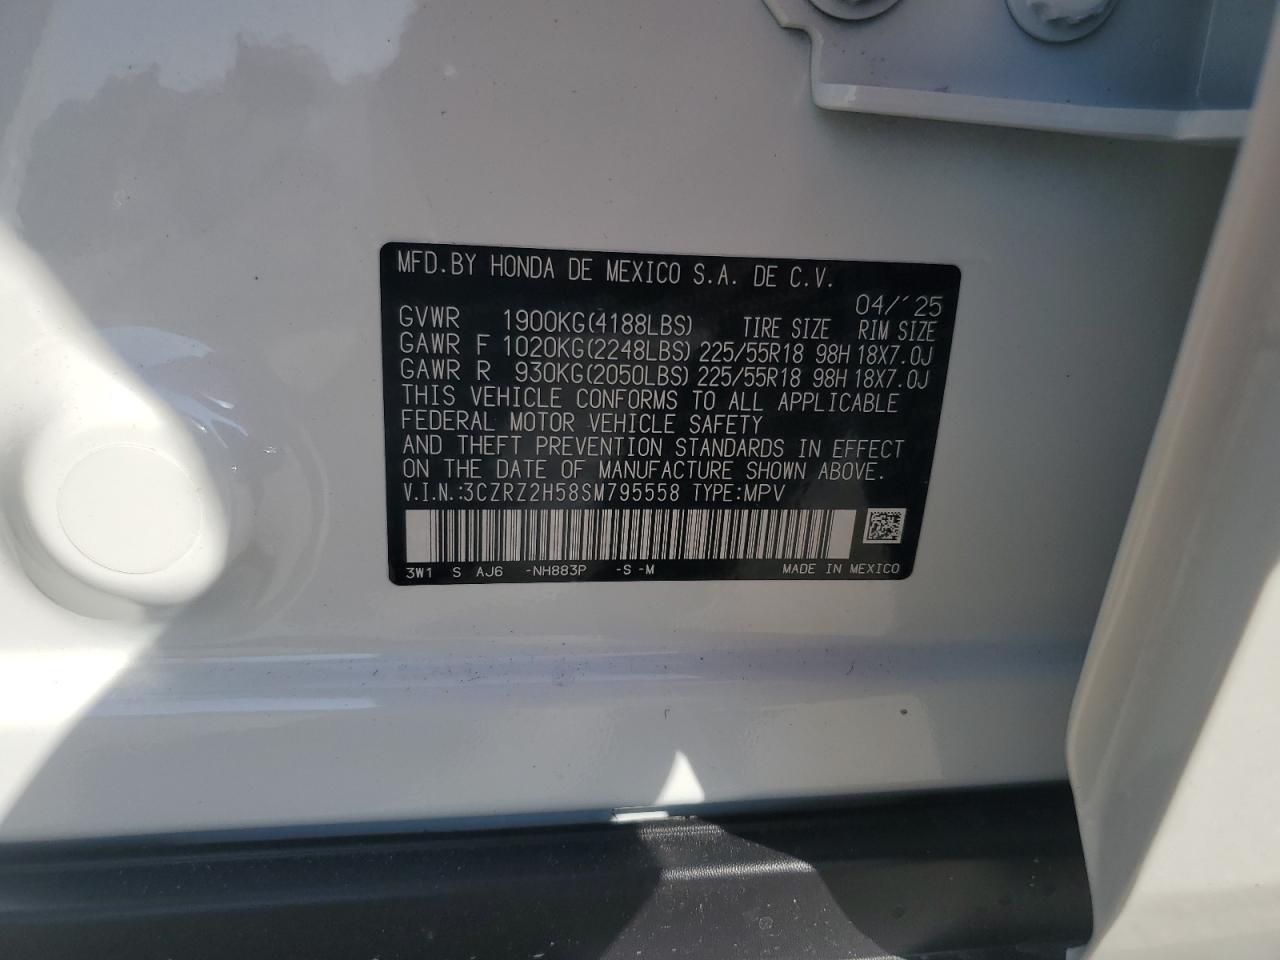 MFD.BY HONDA DE MEXICO S.A. DE C.V.
04/´25
GVWR 1900KG(4188LBS) TIRE SIZE RIM SIZE
GAWR F 1020KG(2248LBS) 225/55R18 98H 18X7.0J
GAWR R 930KG(2050LBS) 225/55R18 98H 18X7.0J
THIS VEHICLE CONFORMS TO ALL APPLICABLE
FEDERAL MOTOR VEHICLE SAFETY
AND THEFT PREVENTION STANDARDS IN EFFECT
ON THE DATE OF MANUFACTURE SHOWN ABOVE.
V.I.N.:3CZRZ2H58SM795558 TYPE:MPV
3W1 S AJ6 -NH883P -S -M MADE IN MEXICO